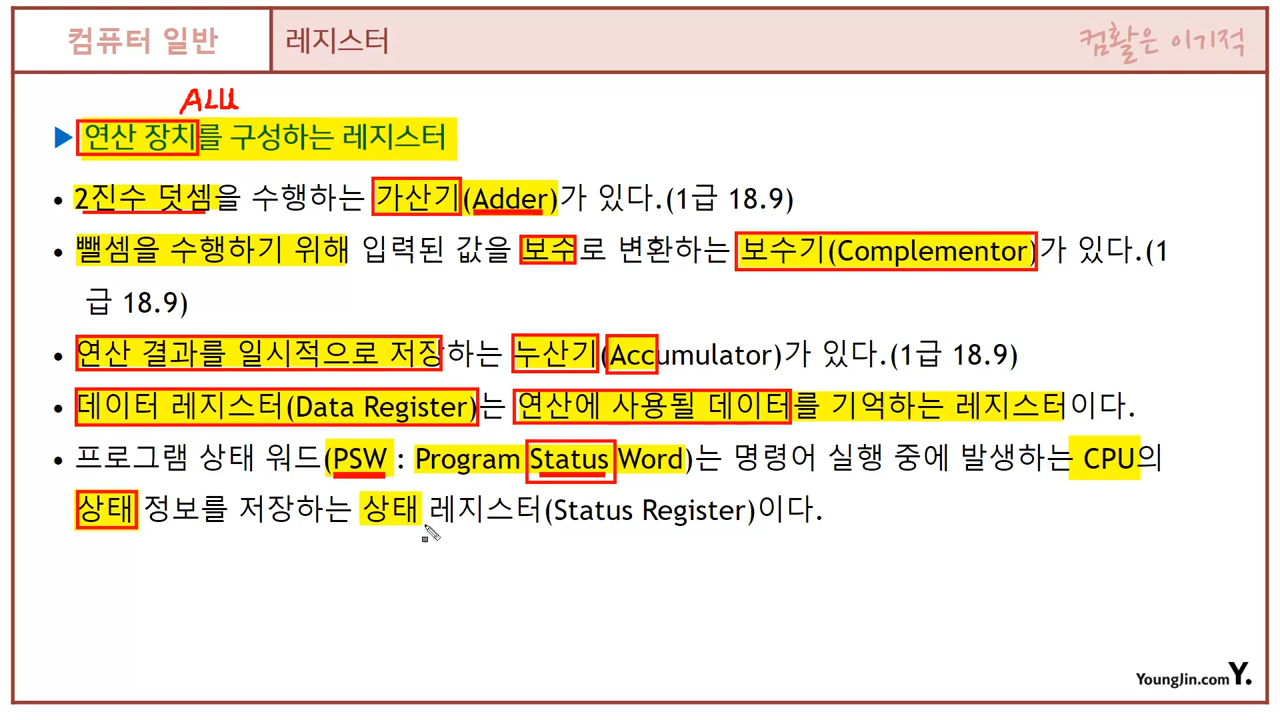 컴퓨터 일반
레지스터
컴활은 이기적
ALU
▶ 연산 장치를 구성하는 레지스터
• 2진수 덧셈을 수행하는 가산기(Adder)가 있다.(1급 18.9)
• 뺄셈을 수행하기 위해 입력된 값을 보수로 변환하는 보수기(Complementor)가 있다.(1
급 18.9)
• 연산 결과를 일시적으로 저장하는 누산기(Accumulator)가 있다.(1급 18.9)
• 데이터 레지스터(Data Register)는 연산에 사용될 데이터를 기억하는 레지스터이다.
• 프로그램 상태 워드(PSW : Program Status Word)는 명령어 실행 중에 발생하는 CPU의
상태 정보를 저장하는 상태 레지스터(Status Register)이다.
YoungJin.com Y.